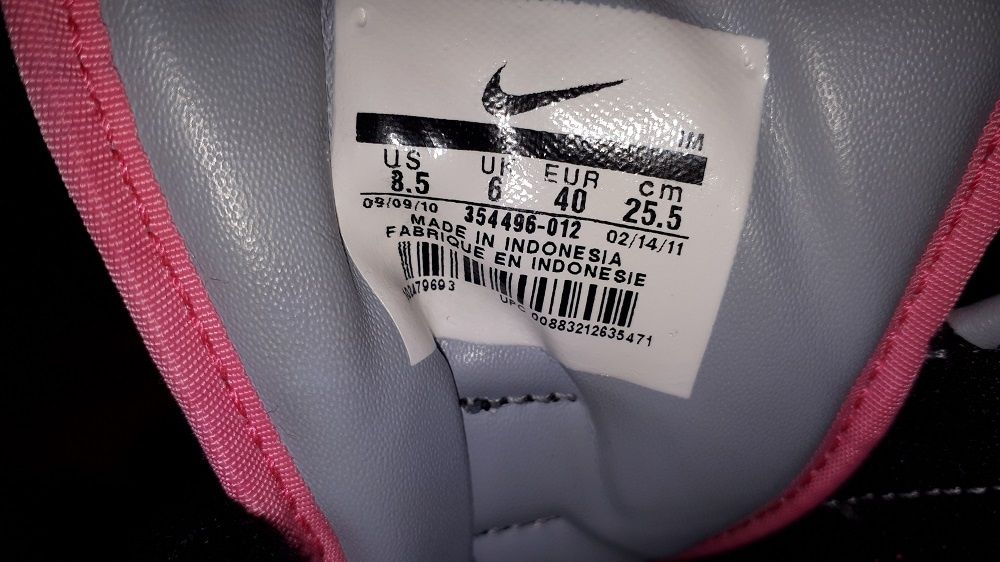 TM
US UK EUR cm
8.5 6 40 25.5
354496-012 02/14/11
MADE IN INDONESIA
FABRIQUE EN INDONESIE
UPC 00883212635471